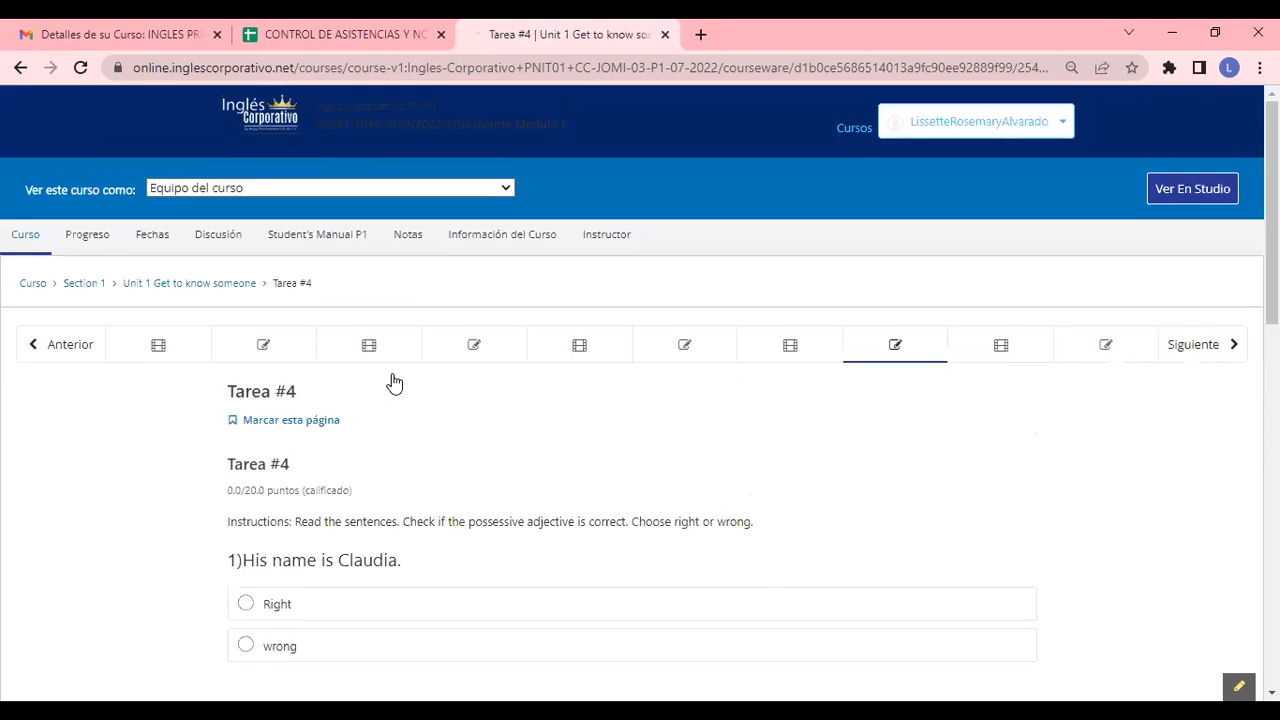 Detalles de su Curso: INGLES PR
CONTROL DE ASISTENCIAS Y NO
Tarea #4 | Unit 1 Get to know so
online.inglescorporativo.net/courses/course-v1:Ingles-Corporativo+PNIT01+CC-JOMI-03-P1-07-2022/courseware/d1b0ce5686514013a9fc90ee92889f99/254...
L
Inglés
Corporativo
Cursos
LissetteRosemaryAlvarado
Ver este curso como:
Equipo del curso
Ver En Studio
Curso
Progreso
Fechas
Discusión
Student's Manual P1
Notas
Información del Curso
Instructor
Curso > Section 1 > Unit 1 Get to know someone > Tarea #4
Anterior
Siguiente
Tarea #4
Marcar esta página
Tarea #4
0.0/20.0 puntos (calificado)
Instructions: Read the sentences. Check if the possessive adjective is correct. Choose right or wrong.
1)His name is Claudia.
Right
wrong